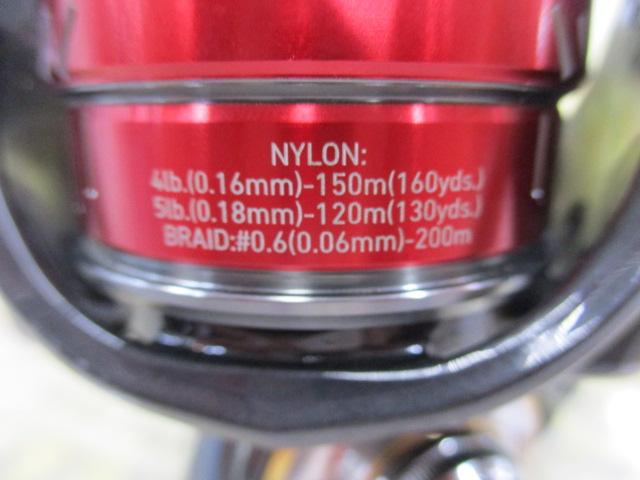 NYLON:
4lb.(0.16mm)-150m(160yds.)
5lb.(0.18mm)-120m(130yds.)
BRAID:#0.6(0.06mm)-200m